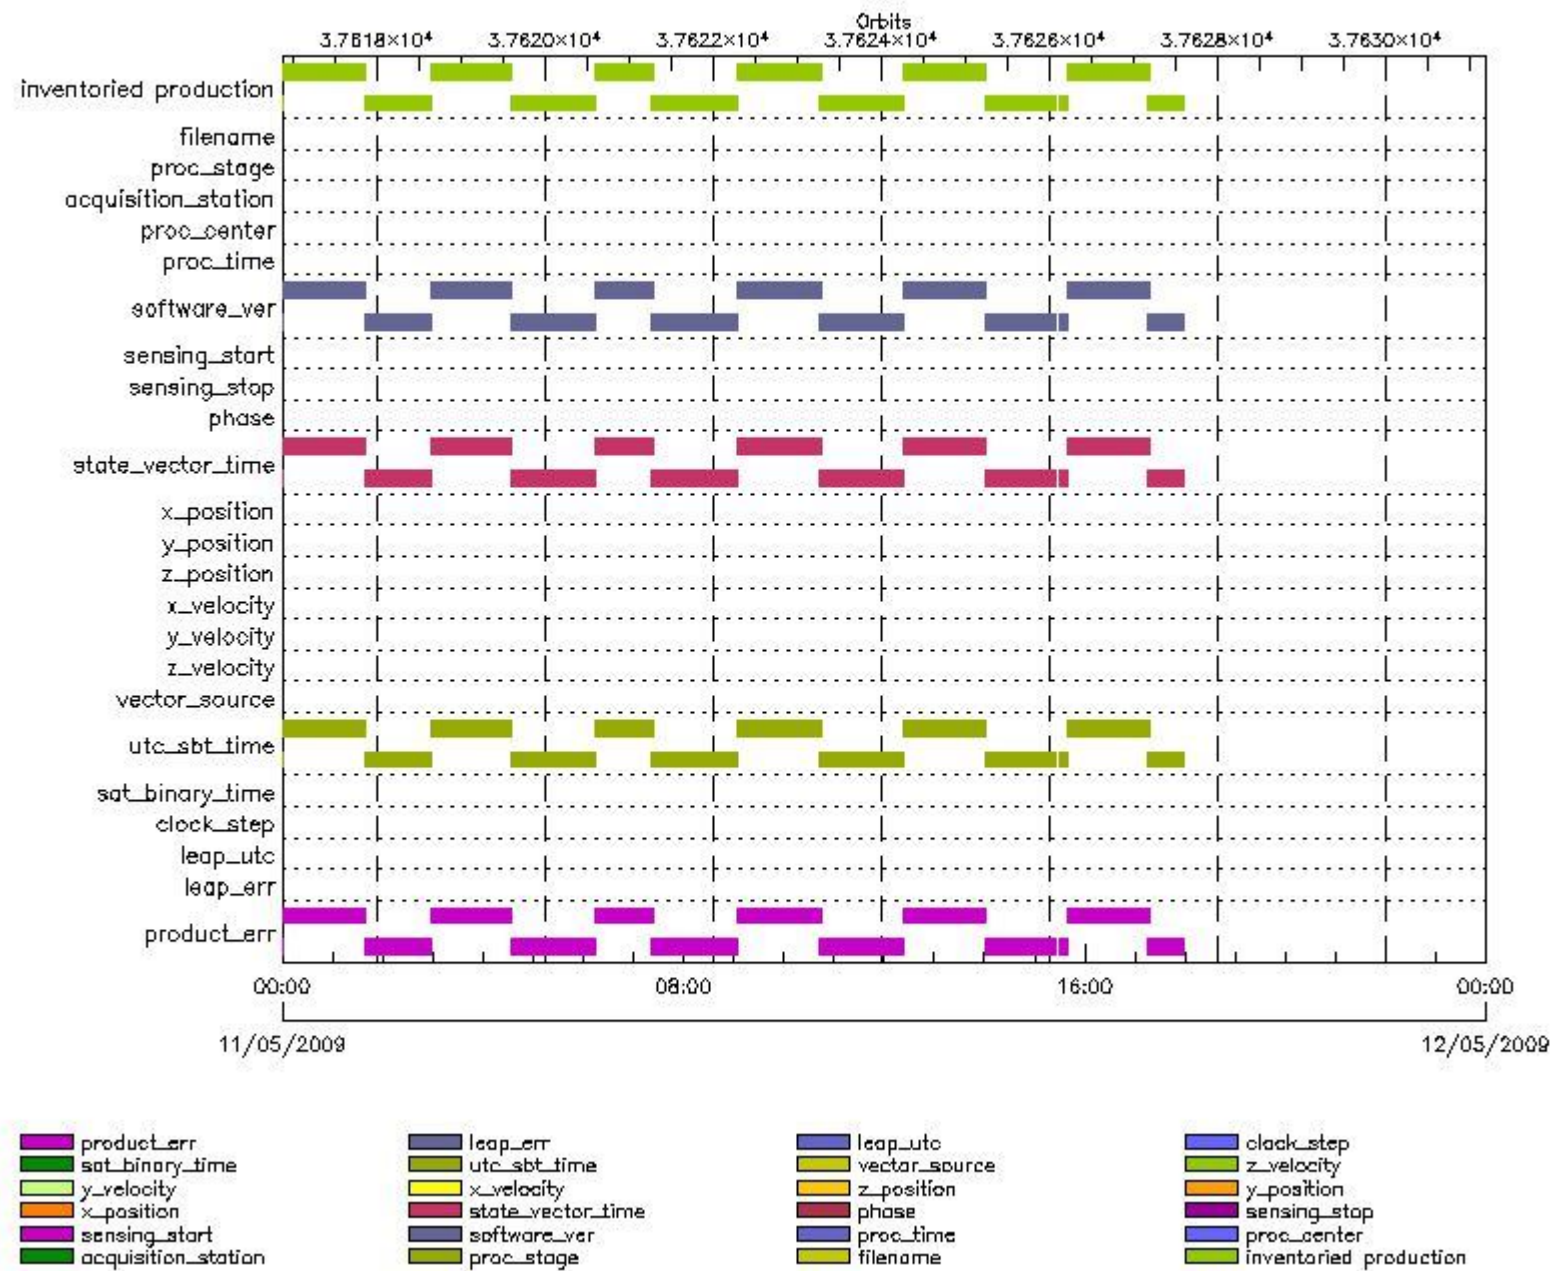 Orbits
3.7618×10⁴ 3.7620×10⁴ 3.7622×10⁴ 3.7624×10⁴ 3.7626×10⁴ 3.7628×10⁴ 3.7630×10⁴
inventoried production
filename
proc_stage
acquisition_station
proc_center
proc_time
software_ver
sensing_start
sensing_stop
phase
state_vector_time
x_position
y_position
z_position
x_velocity
y_velocity
z_velocity
vector_source
utc_sbt_time
sat_binary_time
clock_step
leap_utc
leap_err
product_err
00:00 08:00 16:00 00:00
11/05/2009 12/05/2009
product_err leap_err leap_utc clock_step
sat_binary_time utc_sbt_time vector_source z_velocity
y_velocity x_velocity z_position y_position
x_position state_vector_time phase sensing_stop
sensing_start software_ver proc_time proc_center
acquisition_station proc_stage filename inventoried production